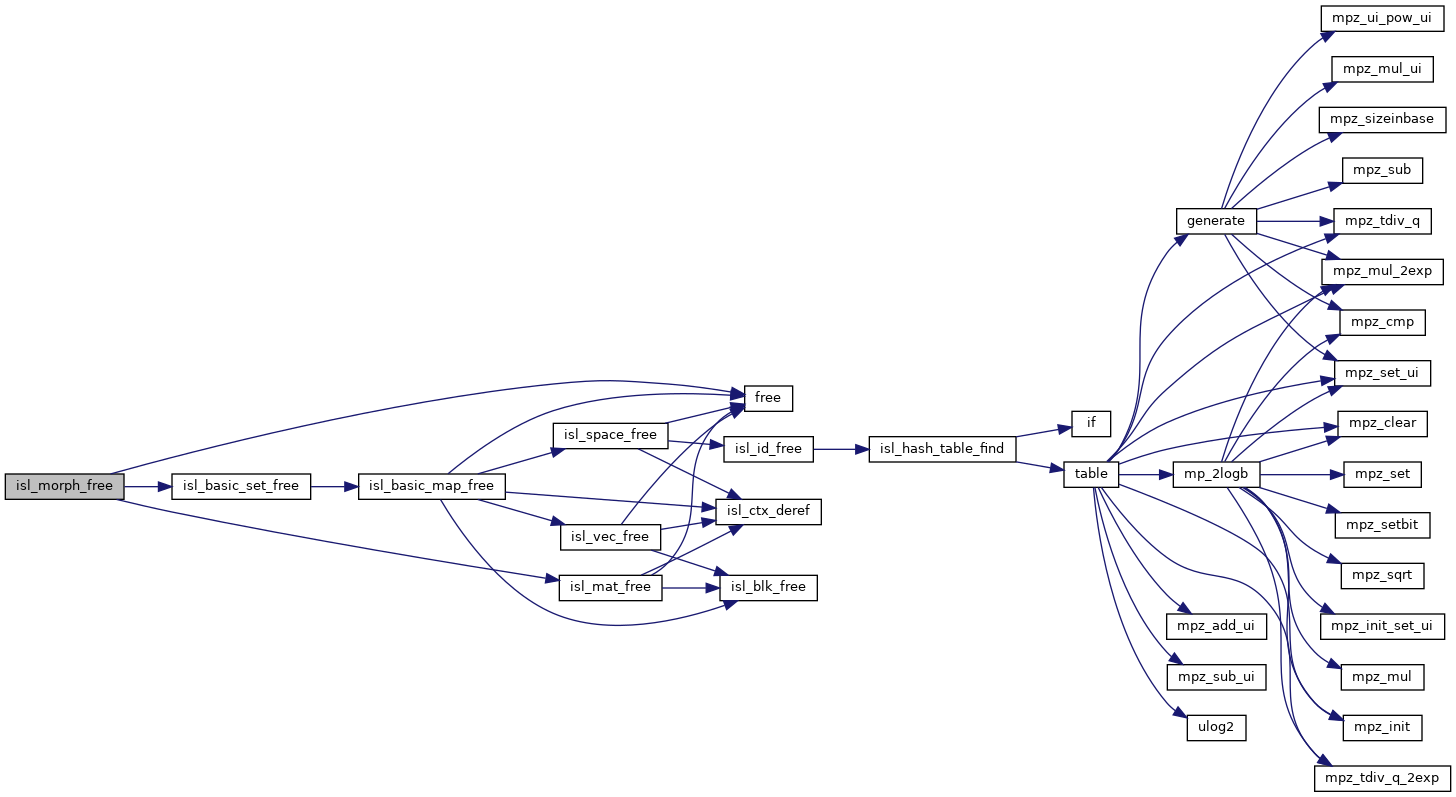 isl_morph_free
isl_basic_set_free
isl_basic_map_free
isl_space_free
isl_vec_free
isl_mat_free
free
isl_id_free
isl_ctx_deref
isl_blk_free
isl_hash_table_find
if
table
generate
mp_2logb
mpz_add_ui
mpz_sub_ui
ulog2
mpz_ui_pow_ui
mpz_mul_ui
mpz_sizeinbase
mpz_sub
mpz_tdiv_q
mpz_mul_2exp
mpz_cmp
mpz_set_ui
mpz_clear
mpz_set
mpz_setbit
mpz_sqrt
mpz_init_set_ui
mpz_mul
mpz_init
mpz_tdiv_q_2exp